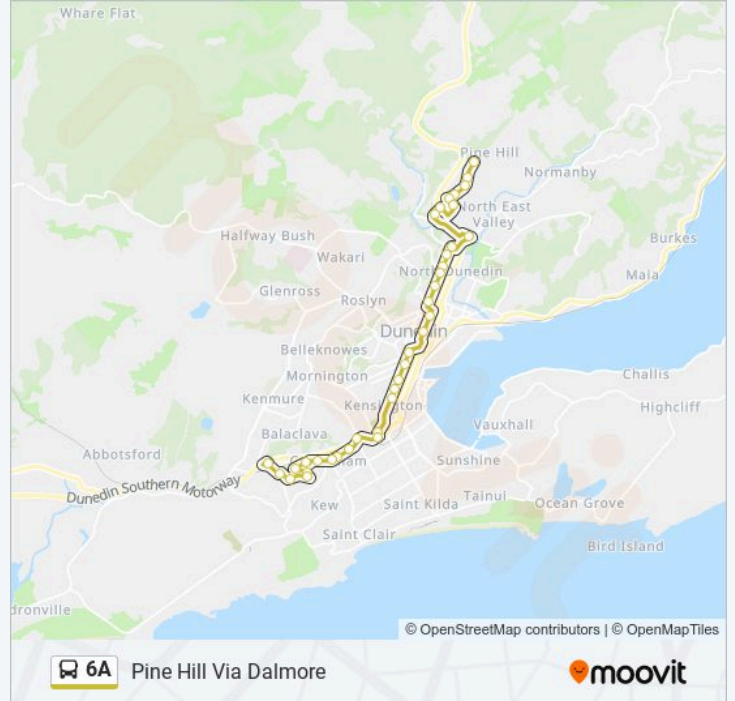 Whare Flat
Pine Hill
Normanby
North East
Valley
Halfway Bush
Burkes
Wakari
North Dunedin
Maia
Glenross
Roslyn
Dunedin
Belleknowes
Mornington
Challis
Kenmure
Kensington
Highcliff
Vauxhall
Balaclava
Abbotsford
Sunshine
Dunedin Southern Motorway
Tainui
Kew
Saint Kilda
Ocean Grove
Saint Clair
Bird Island
dronville
© OpenStreetMap contributors | © OpenMapTiles
6A Pine Hill Via Dalmore
moovit